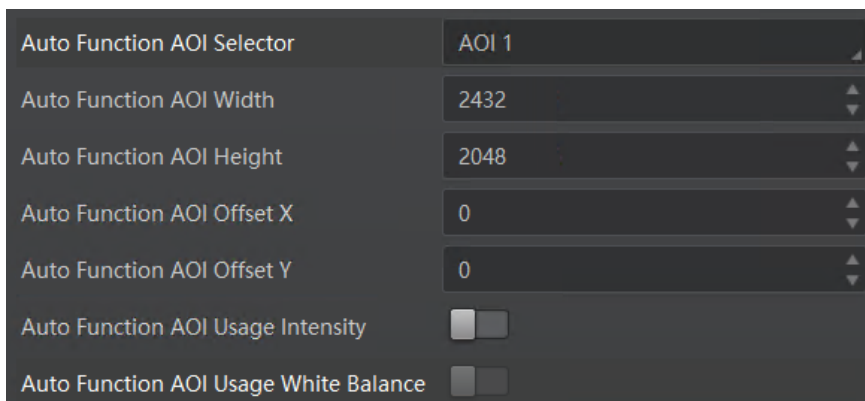 Auto Function AOI Selector AOI 1
Auto Function AOI Width 2432
Auto Function AOI Height 2048
Auto Function AOI Offset X 0
Auto Function AOI Offset Y 0
Auto Function AOI Usage Intensity
Auto Function AOI Usage White Balance